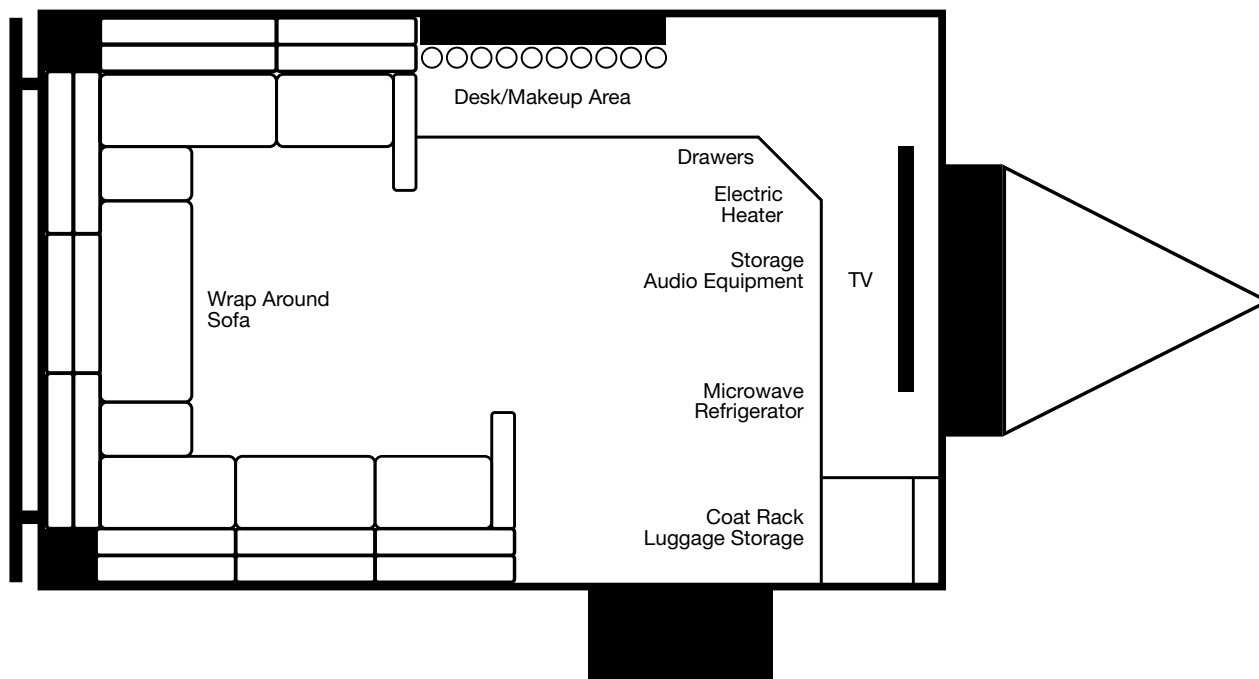 Desk/Makeup Area
Drawers
Electric
Heater
Storage
Audio Equipment
TV
Wrap Around
Sofa
Microwave
Refrigerator
Coat Rack
Luggage Storage